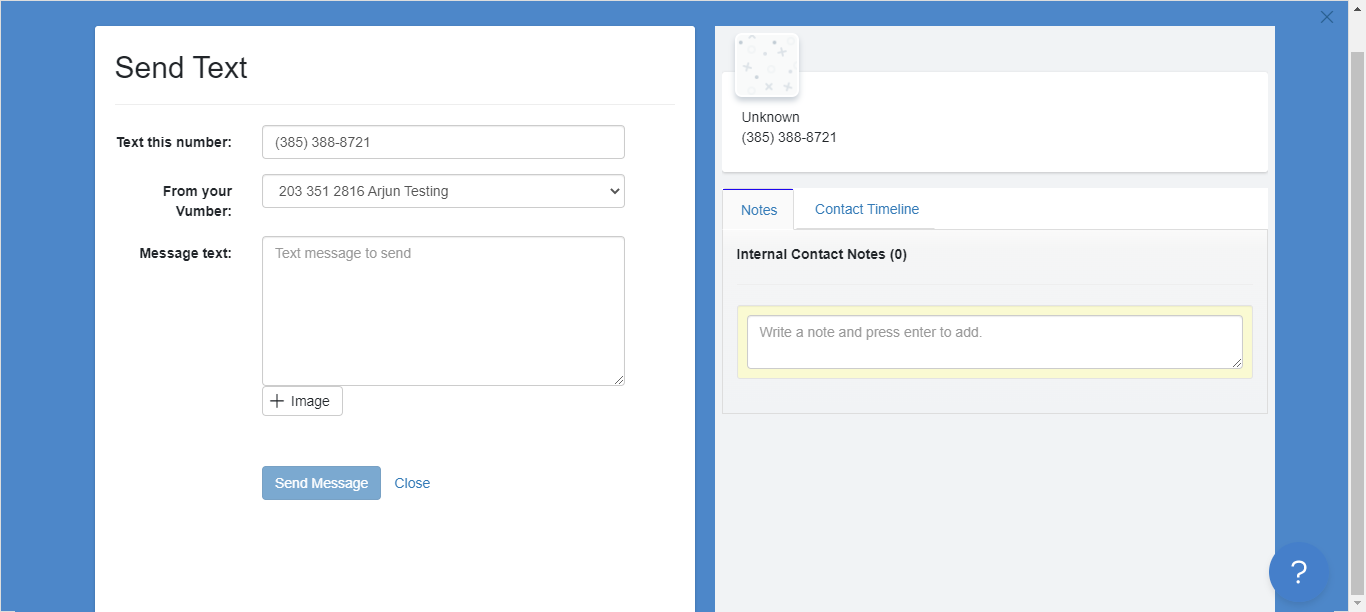 Send Text
Text this number:
(385) 388-8721
From your
Vumber:
203 351 2816 Arjun Testing
Message text:
Text message to send
Image
Send Message
Close
Unknown
(385) 388-8721
Notes
Contact Timeline
Internal Contact Notes (0)
Write a note and press enter to add.
?